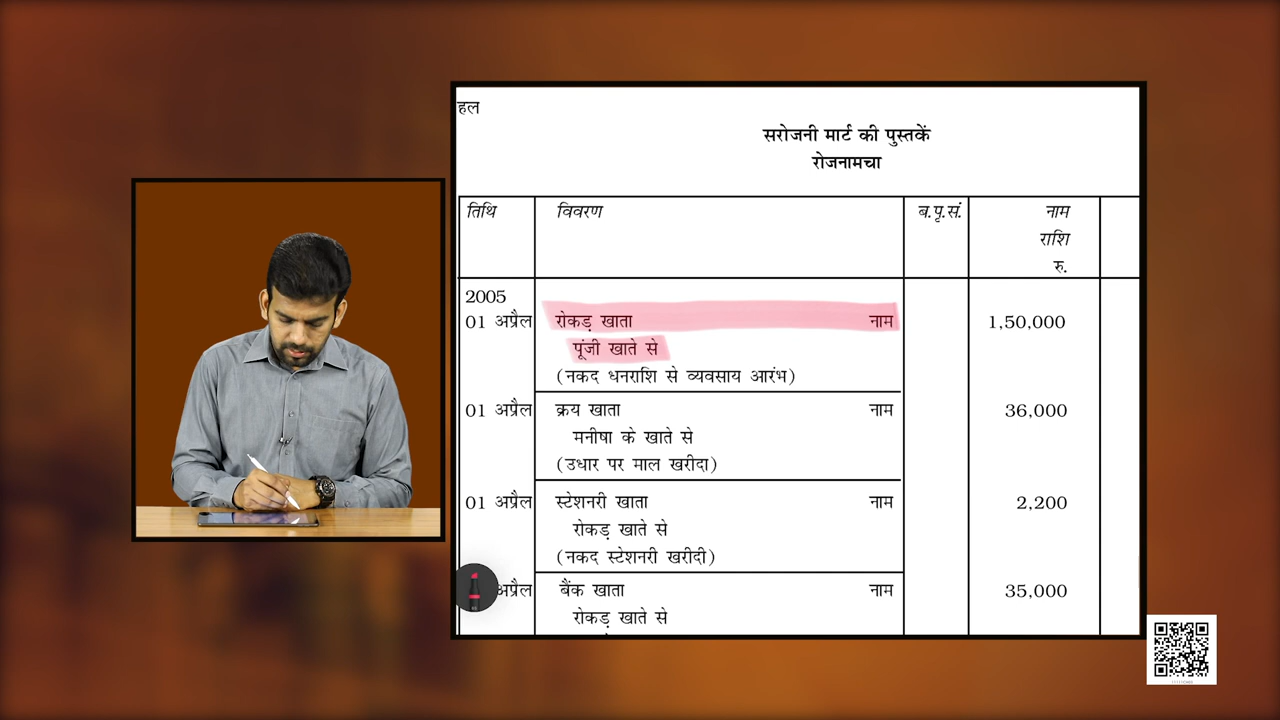 हल
सरोजनी मार्ट की पुस्तकें
रोजनामचा
तिथि विवरण ब.पृ.सं. नाम
राशि
रु.
2005
01 अप्रैल रोकड़ खाता नाम 1,50,000
पूंजी खाते से
(नकद धनराशि से व्यवसाय आरंभ)
01 अप्रैल क्रय खाता नाम 36,000
मनीषा के खाते से
(उधार पर माल खरीदा)
01 अप्रैल स्टेशनरी खाता नाम 2,200
रोकड़ खाते से
(नकद स्टेशनरी खरीदी)
अप्रैल बैंक खाता नाम 35,000
रोकड़ खाते से